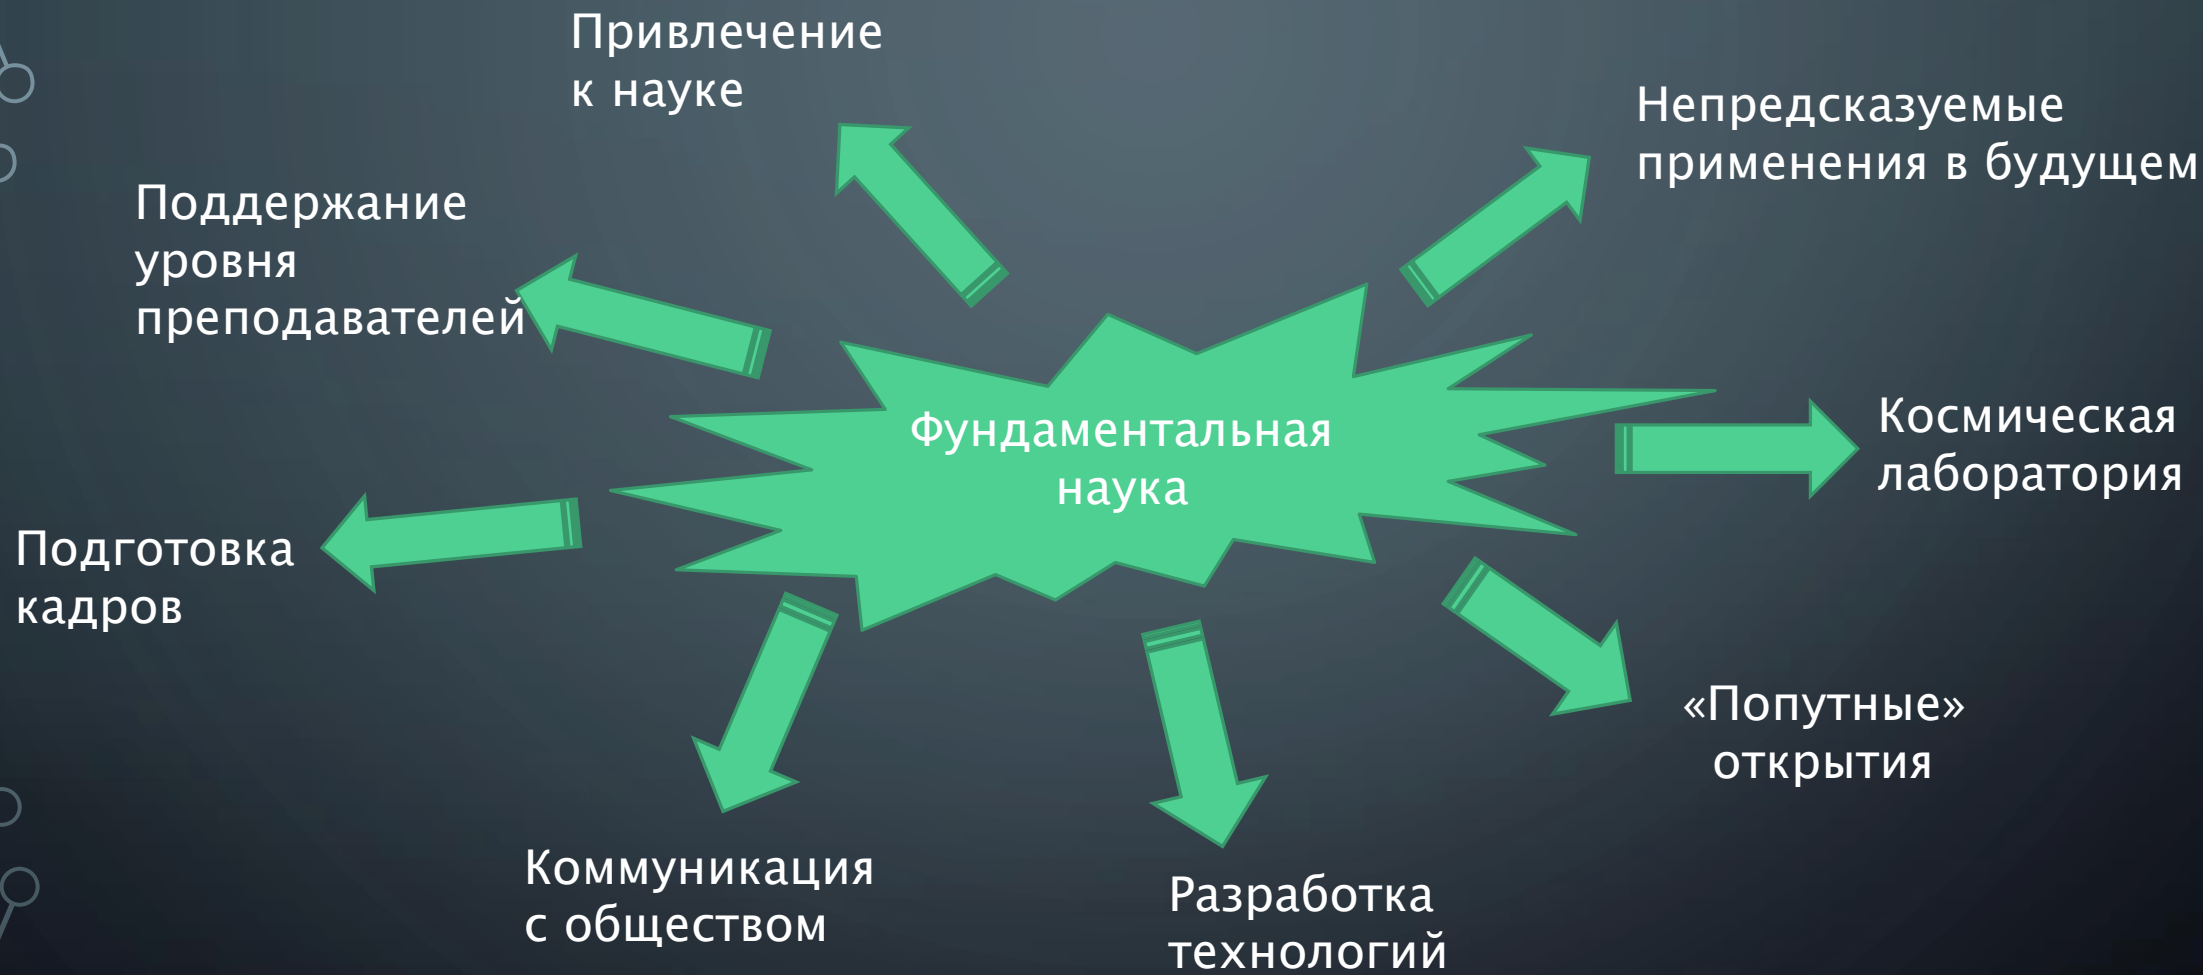 Привлечение
к науке
Непредсказуемые
применения в будущем
Поддержание
уровня
преподавателей
Фундаментальная
наука
Космическая
лаборатория
Подготовка
кадров
«Попутные»
открытия
Коммуникация
с обществом
Разработка
технологий